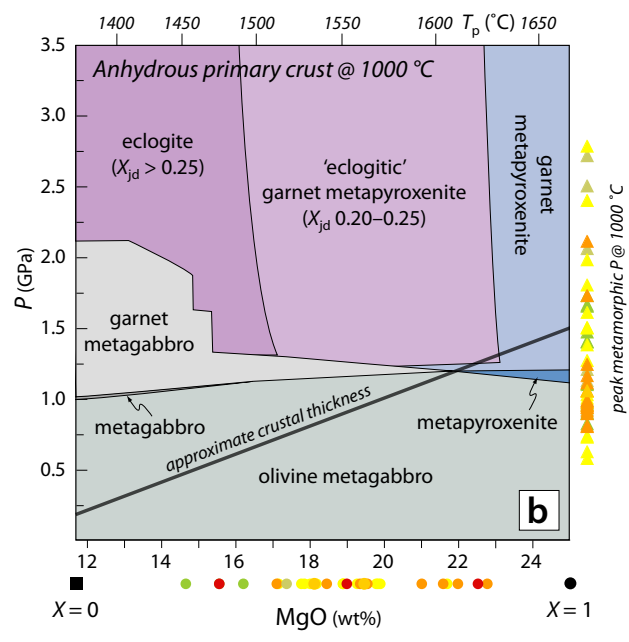 1400 1450 1500 1550 1600 1650
Tp (˚C)
3.5
3.0
2.5
2.0
1.5
1.0
0.5
P (GPa)
Anhydrous primary crust @ 1000 °C
eclogite
(Xjd > 0.25)
'eclogitic'
garnet metapyroxenite
(Xjd 0.20–0.25)
garnet
metapyroxenite
garnet
metagabbro
metagabbro
approximate crustal thickness
metapyroxenite
olivine metagabbro
b
peak metamorphic P @ 1000 ˚C
12 14 16 18 20 22 24
X = 0
MgO (wt%)
X = 1